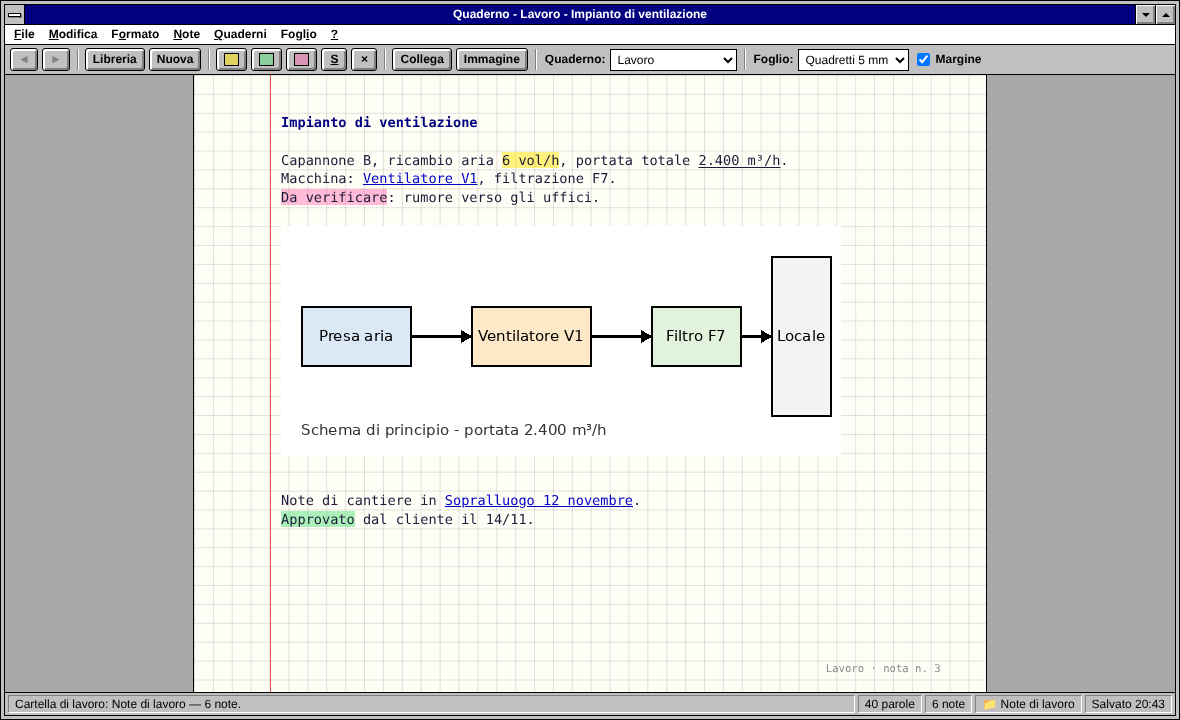 Quaderno - Lavoro - Impianto di ventilazione
File Modifica Formato Note Quaderni Foglio ?
Libreria Nuova S × Collega Immagine Quaderno: Lavoro Foglio: Quadretti 5 mm Margine
Impianto di ventilazione
Capannone B, ricambio aria 6 vol/h, portata totale 2.400 m³/h.
Macchina: Ventilatore V1, filtrazione F7.
Da verificare: rumore verso gli uffici.
Presa aria Ventilatore V1 Filtro F7 Locale
Schema di principio - portata 2.400 m³/h
Note di cantiere in Sopralluogo 12 novembre.
Approvato dal cliente il 14/11.
Lavoro · nota n. 3
Cartella di lavoro: Note di lavoro — 6 note. 40 parole 6 note Note di lavoro Salvato 20:43